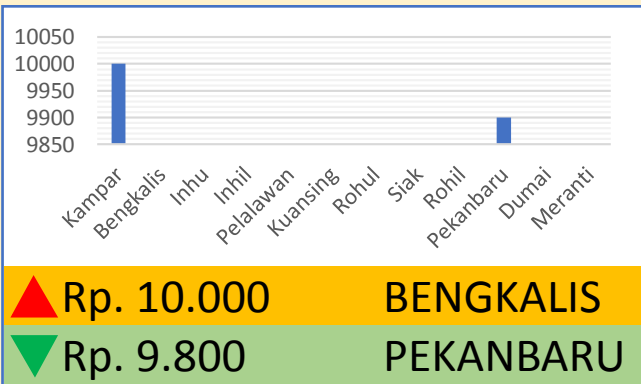 10050
10000
9950
9900
9850
Kampar
Bengkalis
Inhu
Inhil
Pelalawan
Kuansing
Rohul
Siak
Rohil
Pekanbaru
Dumai
Meranti
Rp. 10.000 BENGKALIS
Rp. 9.800 PEKANBARU